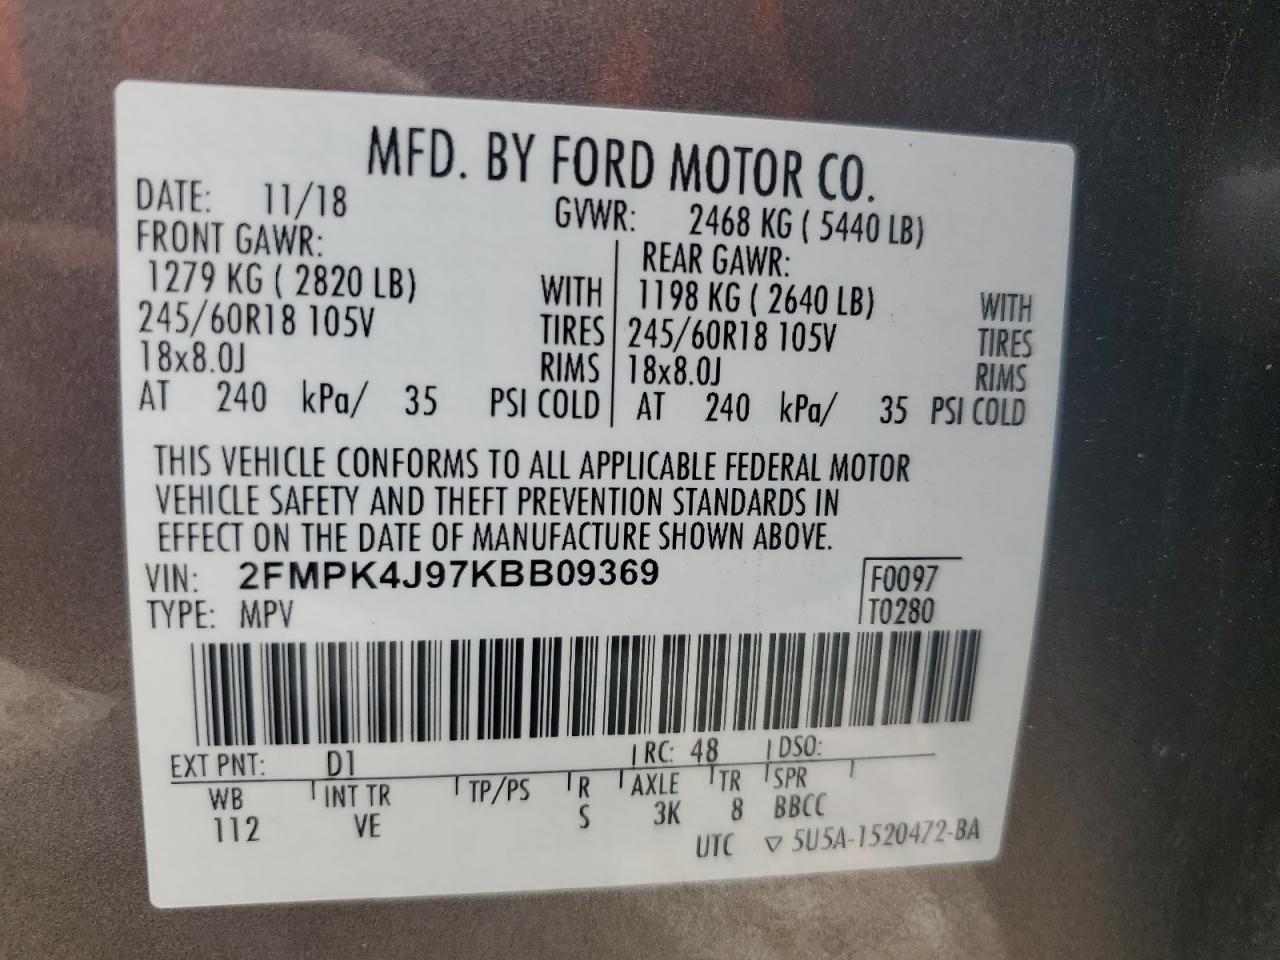 MFD. BY FORD MOTOR CO.
DATE: 11/18 GVWR: 2468 KG ( 5440 LB)
FRONT GAWR: REAR GAWR:
1279 KG ( 2820 LB) WITH 1198 KG ( 2640 LB) WITH
245/60R18 105V TIRES 245/60R18 105V TIRES
18x8.0J RIMS 18x8.0J RIMS
AT 240 kPa/ 35 PSI COLD AT 240 kPa/ 35 PSI COLD
THIS VEHICLE CONFORMS TO ALL APPLICABLE FEDERAL MOTOR
VEHICLE SAFETY AND THEFT PREVENTION STANDARDS IN
EFFECT ON THE DATE OF MANUFACTURE SHOWN ABOVE.
VIN: 2FMPK4J97KBB09369 F0097
TYPE: MPV T0280
EXT PNT: D1 RC: 48 DSO:
WB INT TR TP/PS R AXLE TR SPR
112 VE S 3K 8 BBCC
UTC ▽ 5U5A-1520472-BA